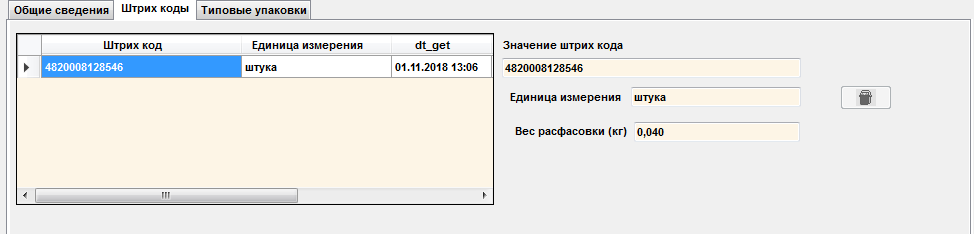 Общие сведения Штрих коды Типовые упаковки
Штрих код Единица измерения dt_get
4820008128546 штука 01.11.2018 13:06
Значение штрих кода
4820008128546
Единица измерения штука
Вес расфасовки (кг) 0,040